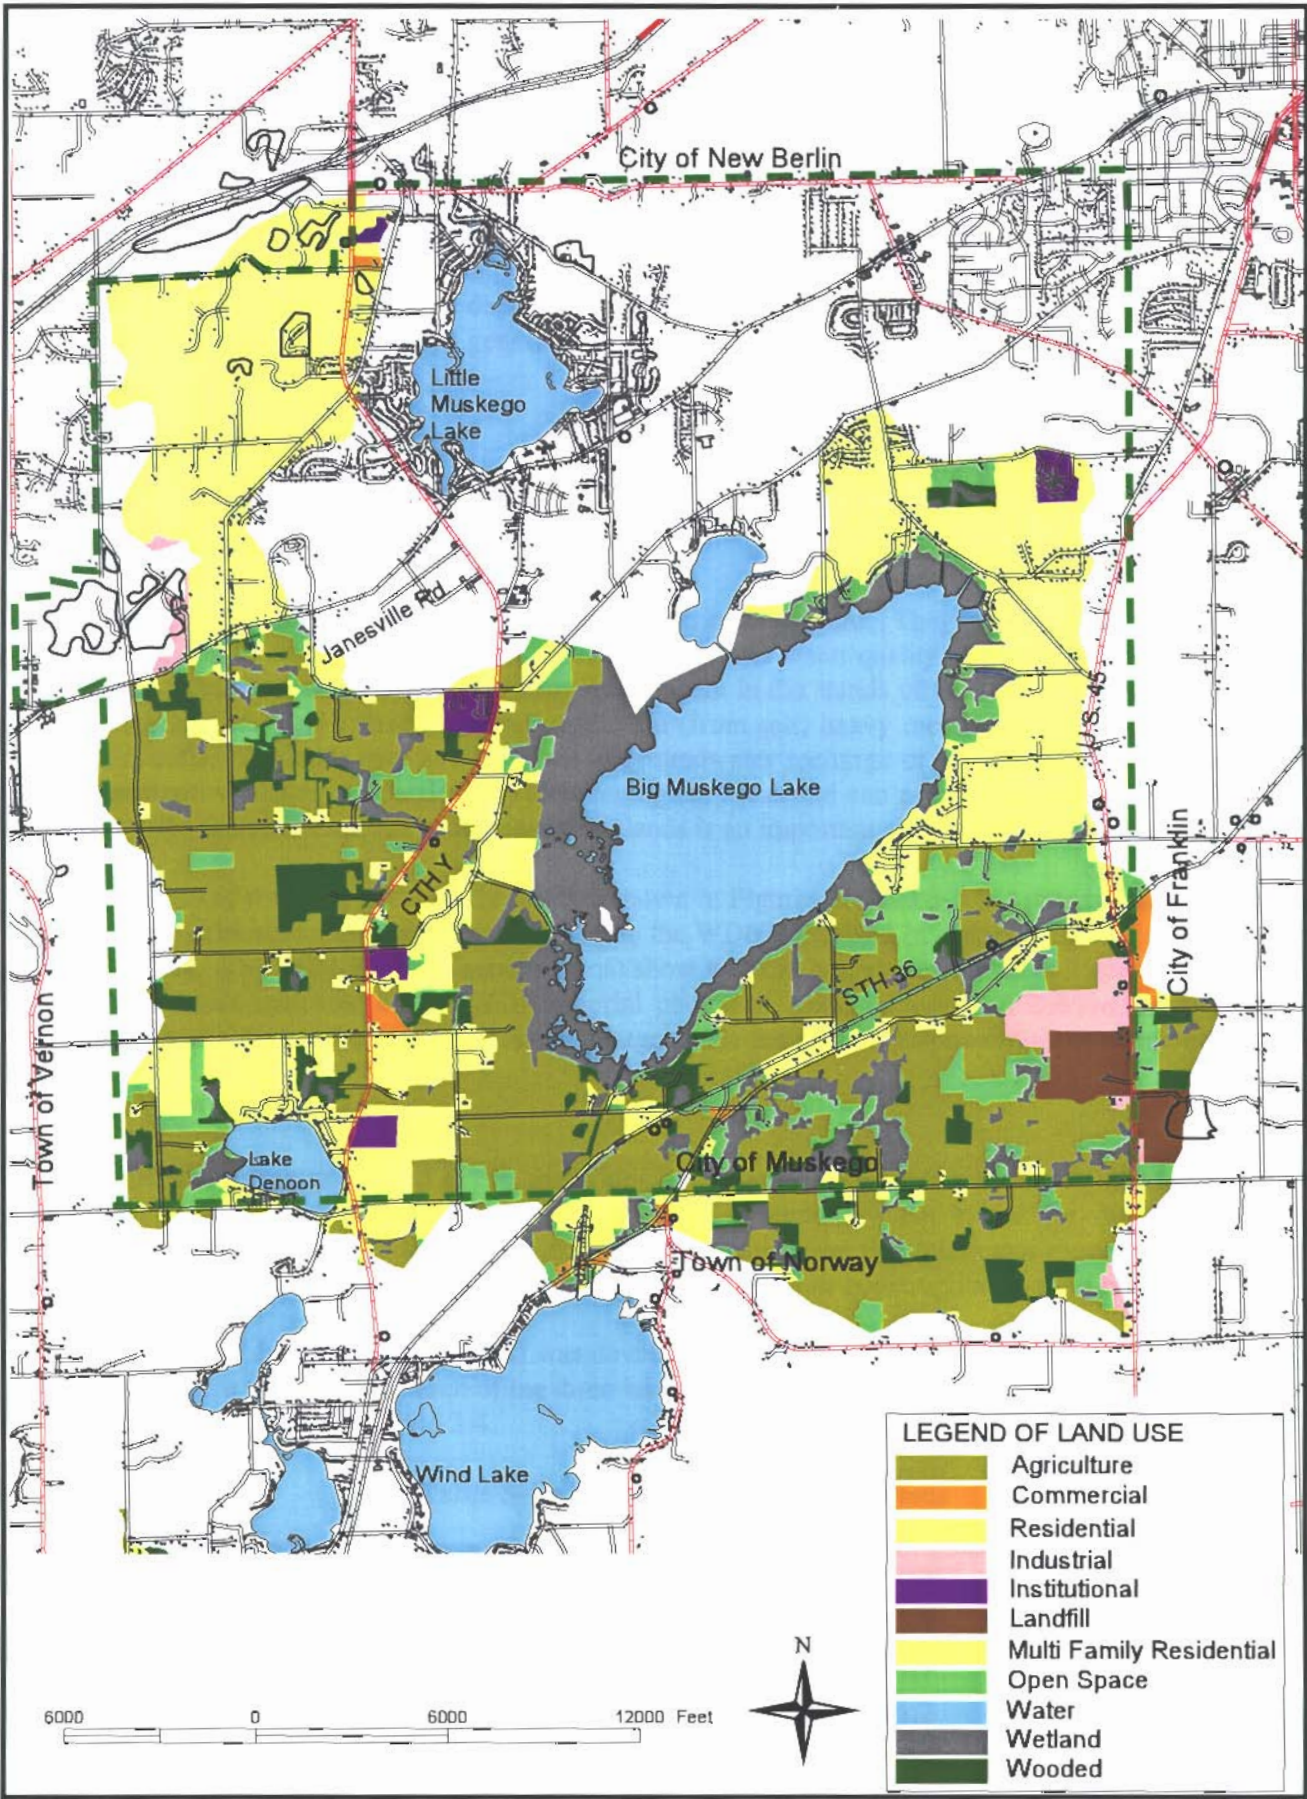 City of New Berlin
Little
Muskego
Lake
Janesville Rd
U.S. 45
Big Muskego Lake
CTH Y
City of Franklin
STH 36
Town of Vernon
Lake
Denoon
City of Muskego
Town of Norway
Wind Lake
LEGEND OF LAND USE
Agriculture
Commercial
Residential
Industrial
Institutional
Landfill
Multi Family Residential
Open Space
Water
Wetland
Wooded
N
6000 0 6000 12000 Feet